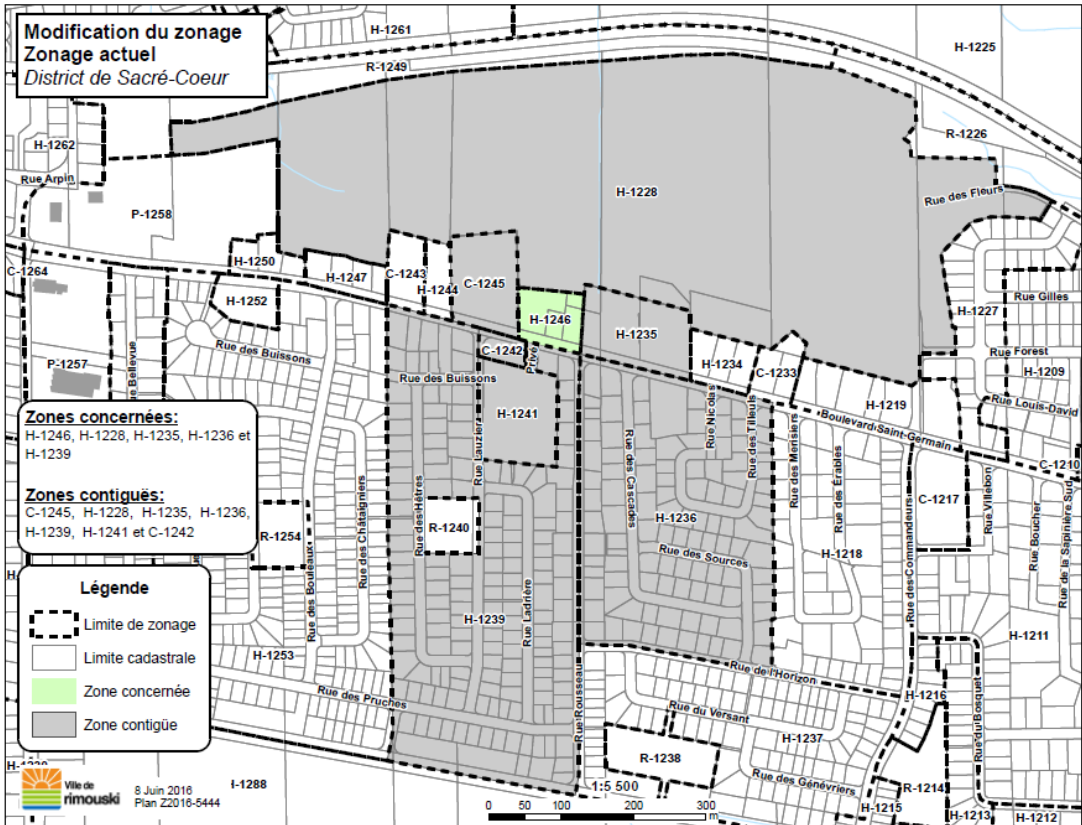 Modification du zonage
Zonage actuel
District de Sacré-Coeur
H-1261
R-1249
H-1225
H-1262
R-1226
Rue Arpin
H-1228
Rue des Fleurs
P-1258
H-1250
H-1247
C-1243
H-1244
C-1245
C-1264
H-1252
H-1246
H-1235
H-1227
Rue Gilles
Rue des Buissons
C-1242
Privé
H-1234
C-1233
Rue Forest
P-1257
Rue Bellevue
Rue des Buissons
H-1219
H-1209
H-1241
Rue Nicolas
Rue des Tilleuls
Boulevard Saint-Germain
Rue Louis-David
Zones concernées:
H-1246, H-1228, H-1235, H-1236 et
H-1239
Zones contiguës:
C-1245, H-1228, H-1235, H-1236,
H-1239, H-1241 et C-1242
Rue Lauzier
Rue des Cascades
Rue des Merisiers
Rue des Érables
C-1210
C-1217
Rue Villebon
Rue des Châtaigniers
Rue des Hêtres
R-1240
R-1254
H-1236
Rue des Sources
H-1218
Rue des Commandeurs
Rue Boucher
Rue de la Sapinière Sud
Rue des Bouleaux
Légende
Limite de zonage
Limite cadastrale
Zone concernée
Zone contigüe
H-1239
Rue Ladrière
H-1253
Rue des Pruches
Rue Rousseau
Rue de l'Horizon
H-1211
H-1216
Rue du Versant
H-1237
Rue du Bosquet
R-1238
Rue des Genévriers
H-1288
R-1214
H-1215
H-1213
H-1212
Ville de
rimouski
8 Juin 2016
Plan Z2016-5444
1:5 500
0 50 100 200 300
m